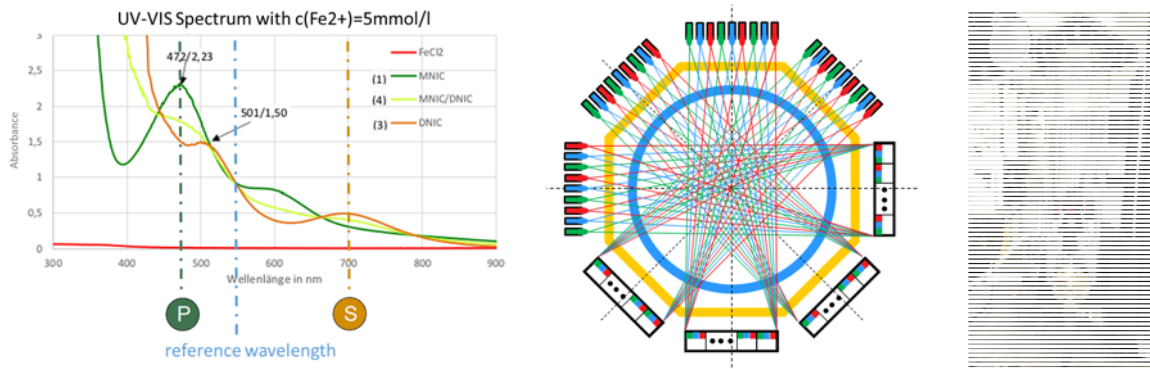 UV-VIS Spectrum with c(Fe2+)=5mmol/l
3
2,5
2
1,5
1
0,5
0
Absorbance
472/2,23
501/1,50
FeCl2
(1) MNIC
(4) MNIC/DNIC
(3) DNIC
300 400 500 600 700 800 900
Wellenlänge in nm
P
S
reference wavelength